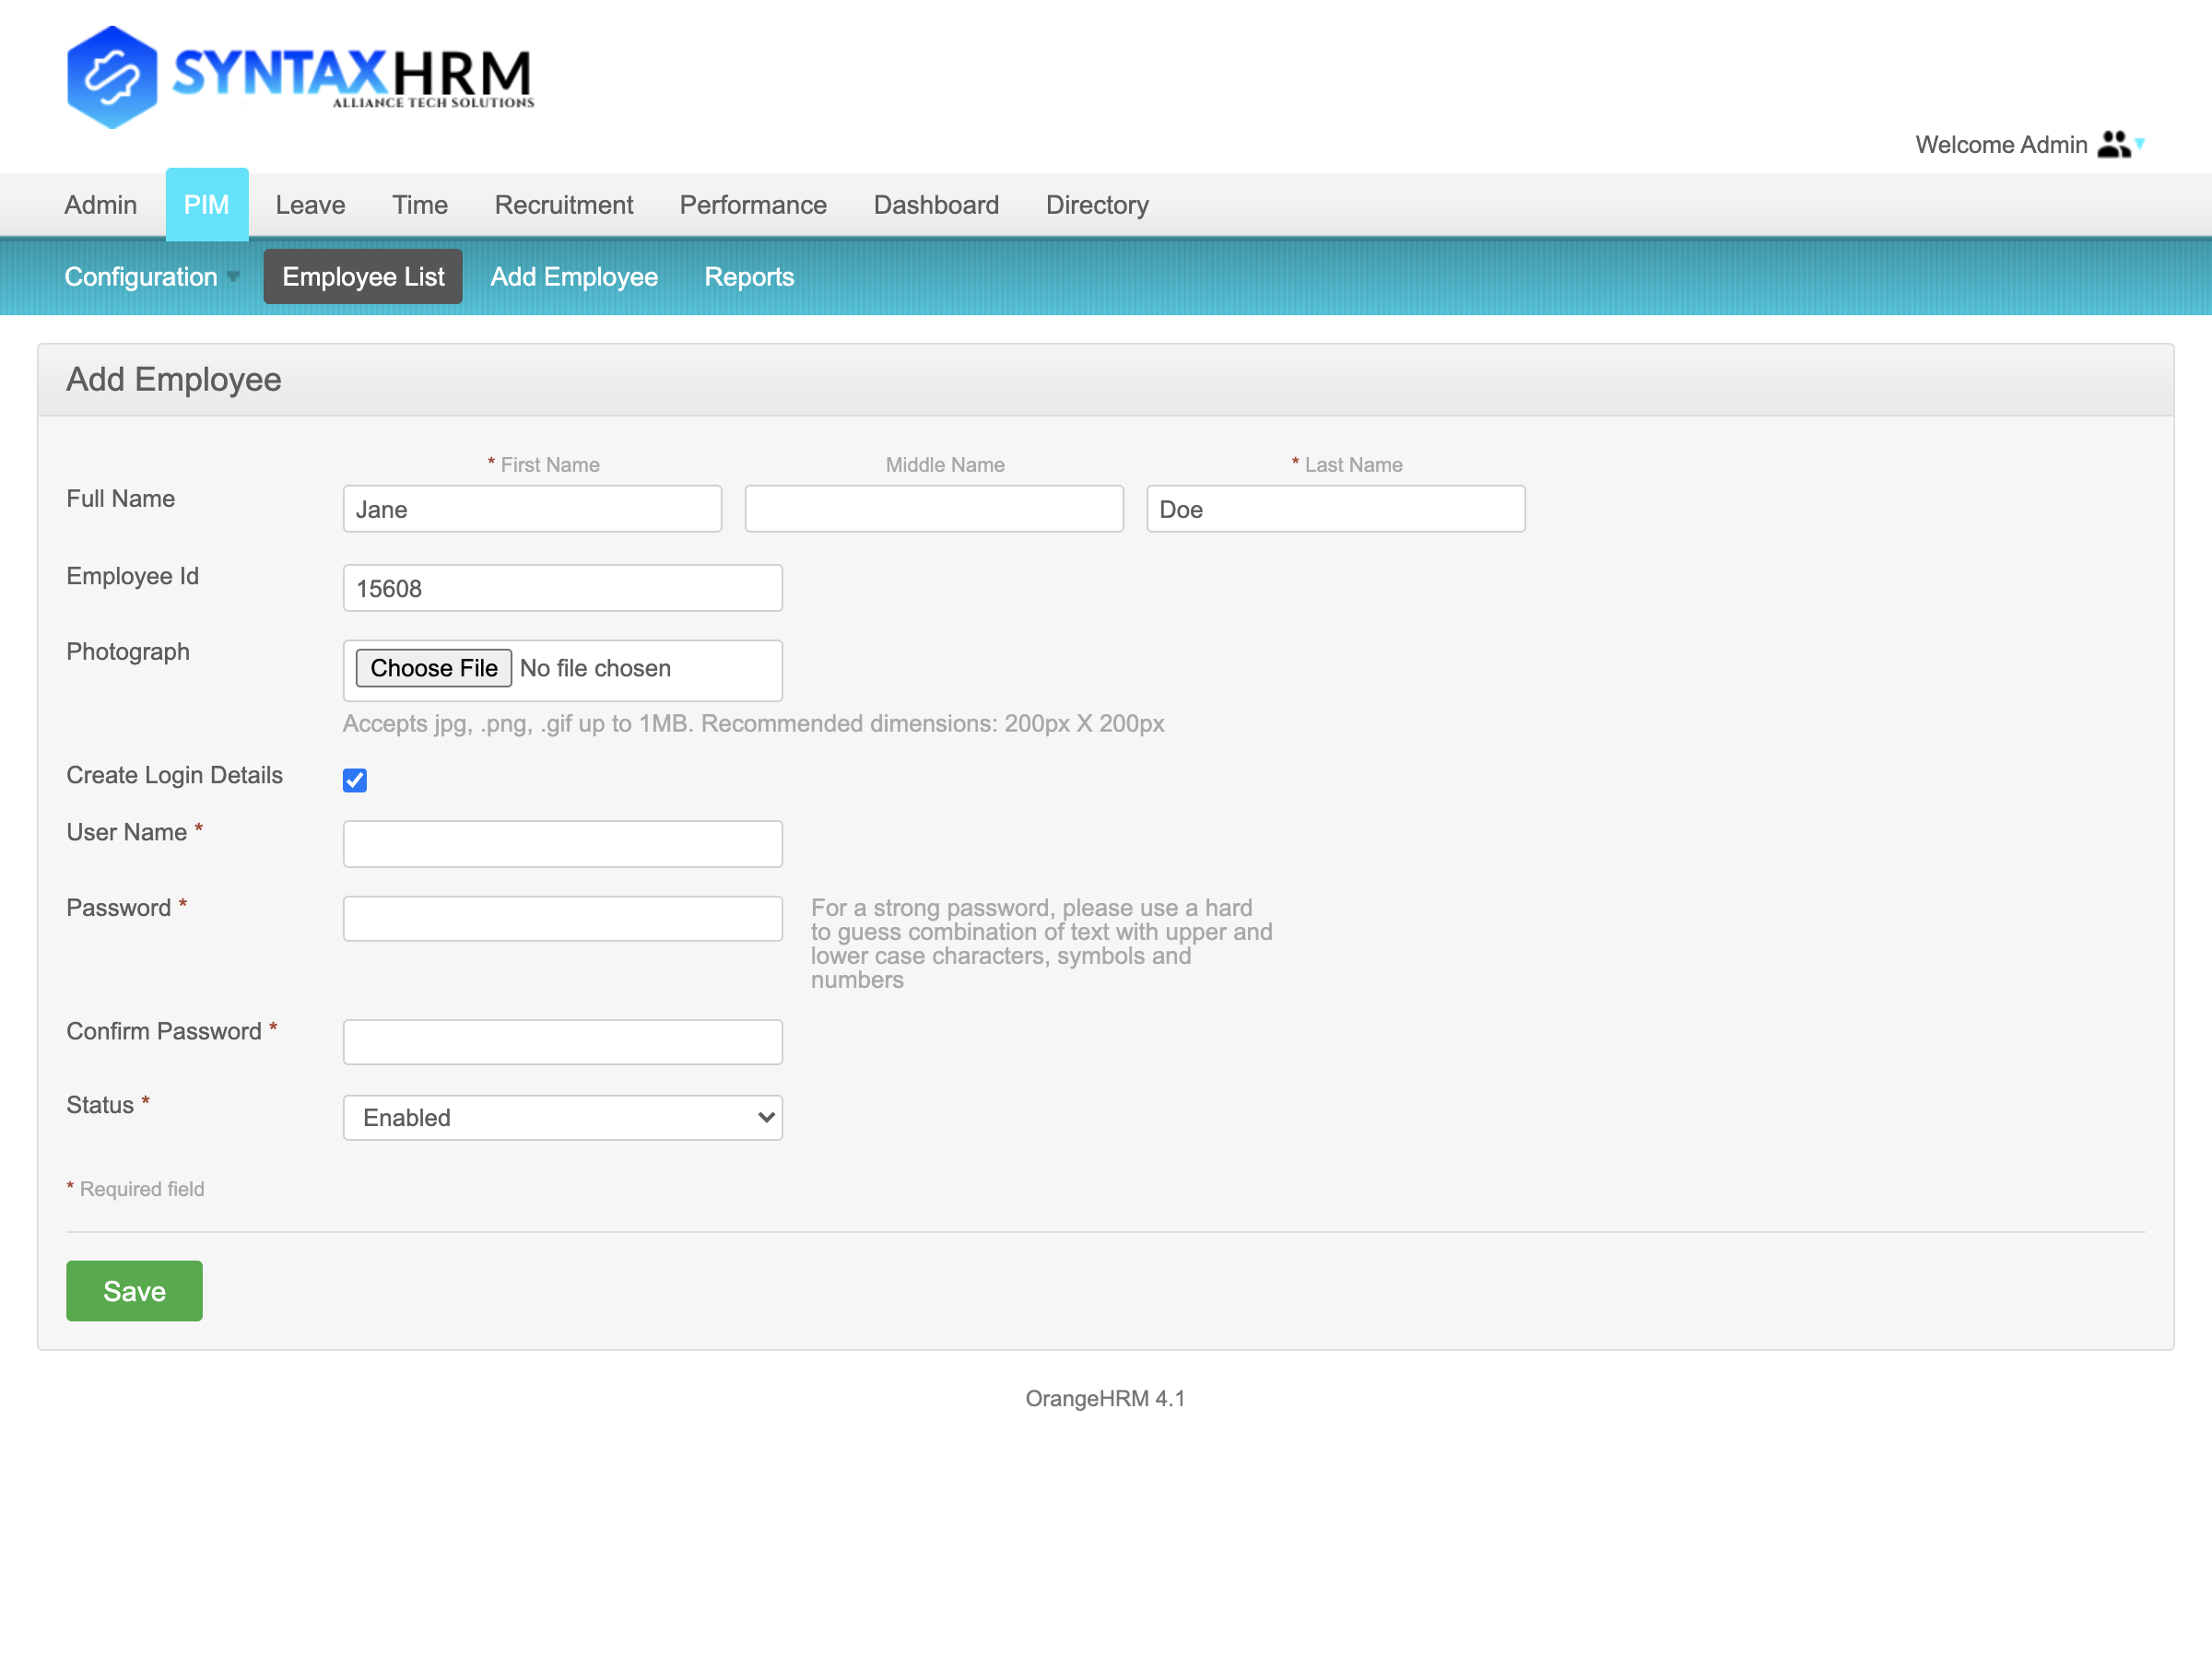 SYNTAXHRM
ALLIANCE TECH SOLUTIONS
Welcome Admin
Admin PIM Leave Time Recruitment Performance Dashboard Directory
Configuration Employee List Add Employee Reports
Add Employee
* First Name Middle Name * Last Name
Full Name Jane Doe
Employee Id 15608
Photograph Choose File No file chosen
Accepts jpg, .png, .gif up to 1MB. Recommended dimensions: 200px X 200px
Create Login Details
User Name *
Password * For a strong password, please use a hard
to guess combination of text with upper and
lower case characters, symbols and
numbers
Confirm Password *
Status * Enabled
* Required field
Save
OrangeHRM 4.1